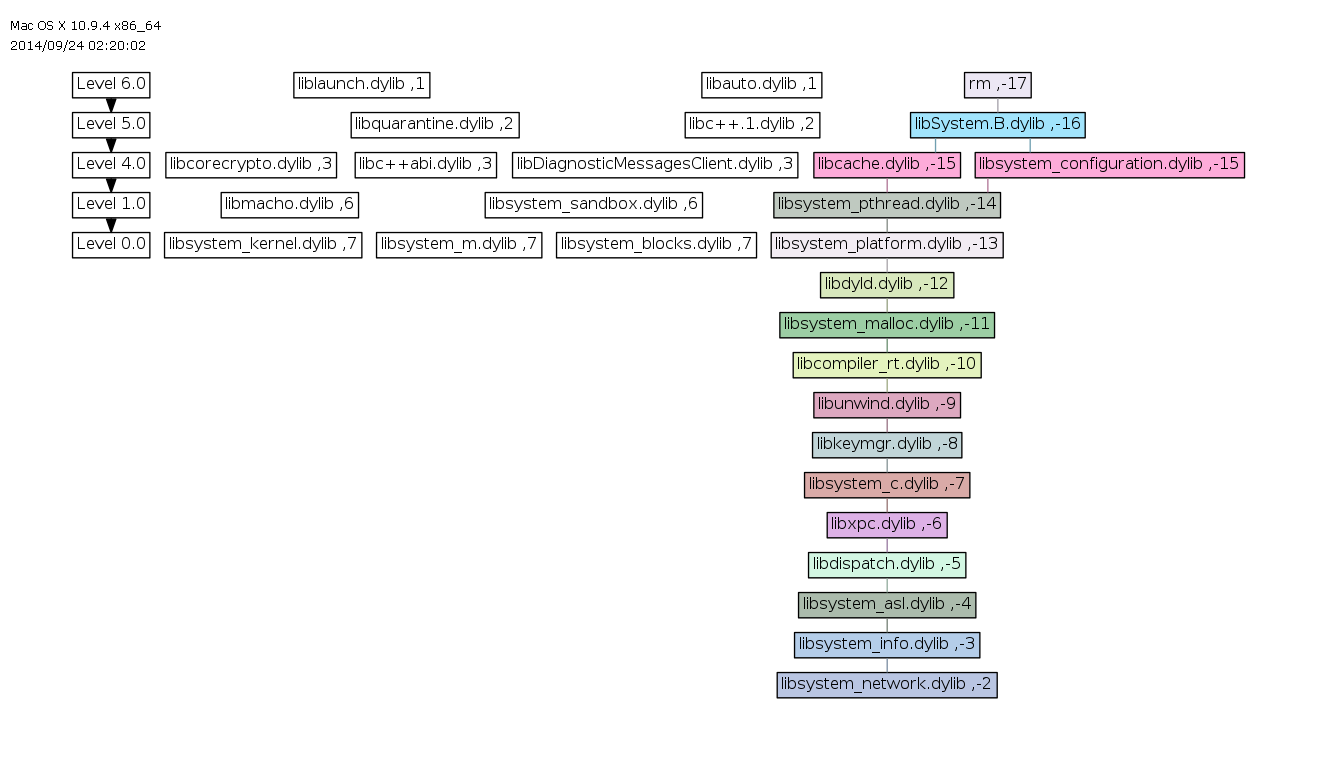 Mac OS X 10.9.4 x86_64
2014/09/24 02:20:02
Level 6.0 liblaunch.dylib ,1 libauto.dylib ,1 rm ,-17
Level 5.0 libquarantine.dylib ,2 libc++.1.dylib ,2 libSystem.B.dylib ,-16
Level 4.0 libcorecrypto.dylib ,3 libc++abi.dylib ,3 libDiagnosticMessagesClient.dylib ,3 libcache.dylib ,-15 libsystem_configuration.dylib ,-15
Level 1.0 libmacho.dylib ,6 libsystem_sandbox.dylib ,6 libsystem_pthread.dylib ,-14
Level 0.0 libsystem_kernel.dylib ,7 libsystem_m.dylib ,7 libsystem_blocks.dylib ,7 libsystem_platform.dylib ,-13
libdyld.dylib ,-12
libsystem_malloc.dylib ,-11
libcompiler_rt.dylib ,-10
libunwind.dylib ,-9
libkeymgr.dylib ,-8
libsystem_c.dylib ,-7
libxpc.dylib ,-6
libdispatch.dylib ,-5
libsystem_asl.dylib ,-4
libsystem_info.dylib ,-3
libsystem_network.dylib ,-2